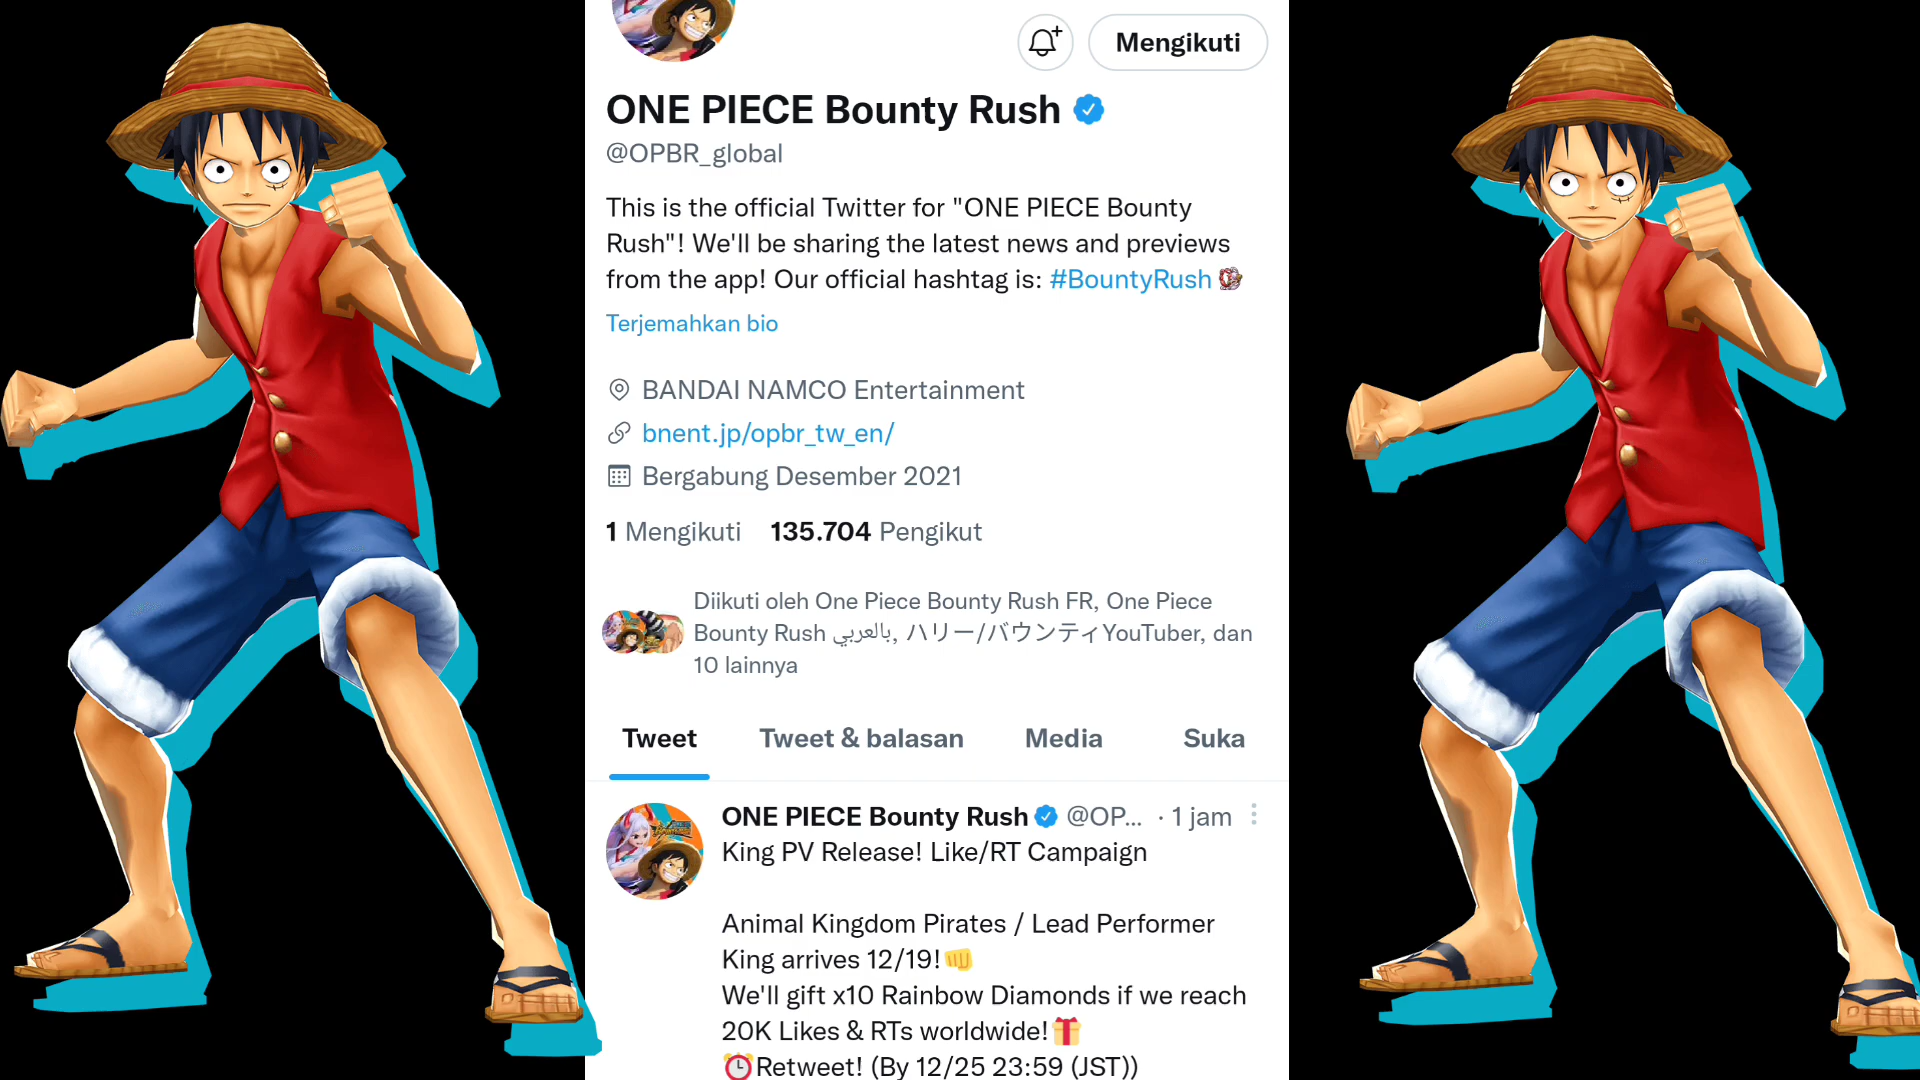 Mengikuti
ONE PIECE Bounty Rush
@OPBR_global
This is the official Twitter for "ONE PIECE Bounty
Rush"! We'll be sharing the latest news and previews
from the app! Our official hashtag is: #BountyRush
Terjemahkan bio
BANDAI NAMCO Entertainment
bnent.jp/opbr_tw_en/
Bergabung Desember 2021
1 Mengikuti 135.704 Pengikut
Diikuti oleh One Piece Bounty Rush FR, One Piece
Bounty Rush بالعربي, ハリー/バウンティYouTuber, dan
10 lainnya
Tweet Tweet & balasan Media Suka
ONE PIECE Bounty Rush @OP... · 1 jam
King PV Release! Like/RT Campaign
Animal Kingdom Pirates / Lead Performer
King arrives 12/19!👊
We'll gift x10 Rainbow Diamonds if we reach
20K Likes & RTs worldwide!🎁
⏰Retweet! (By 12/25 23:59 (JST))